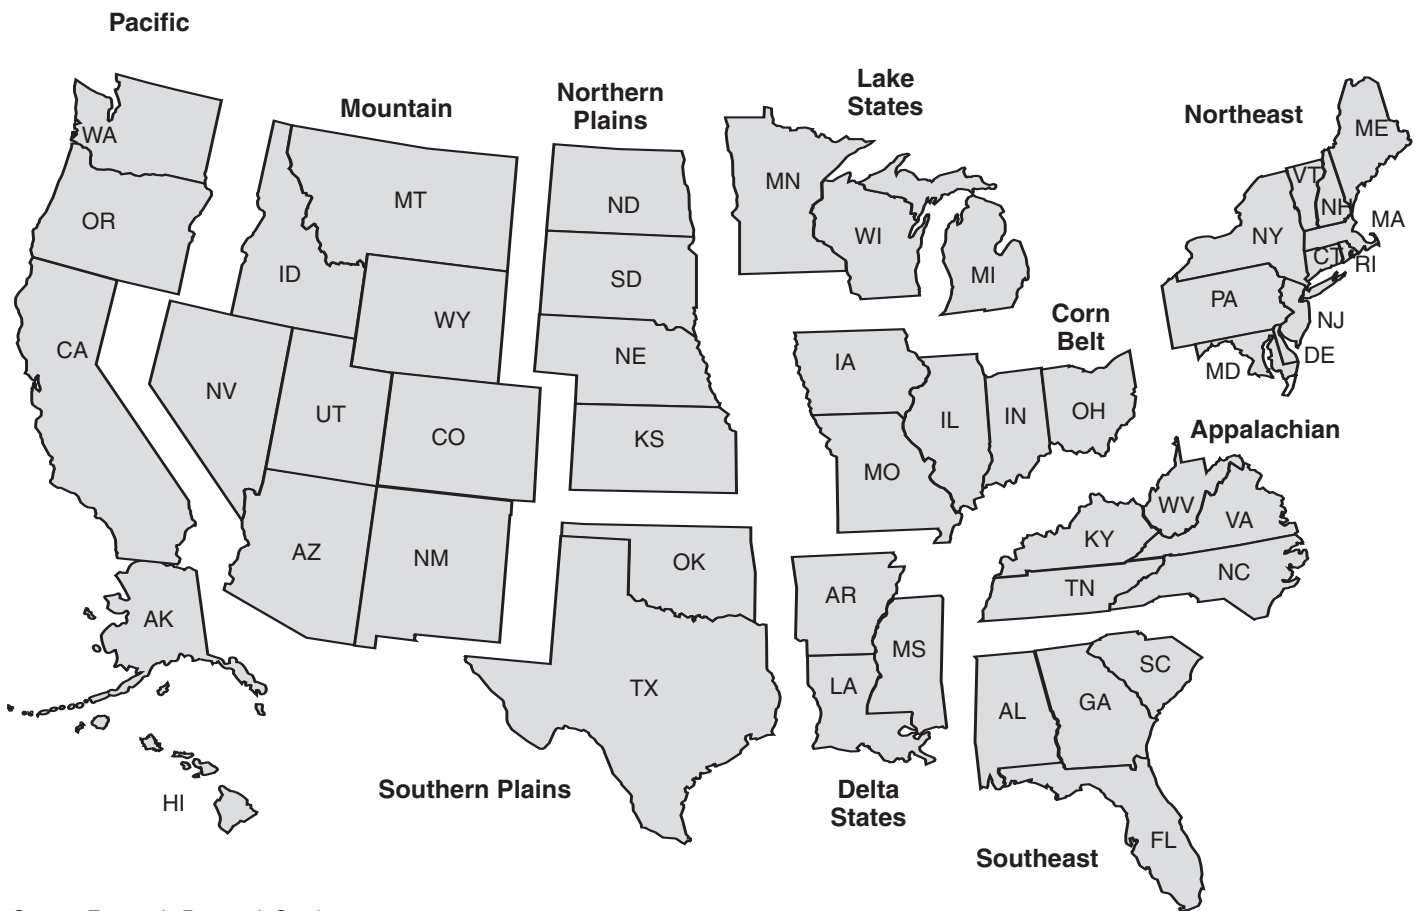 Pacific
Mountain
Northern
Plains
Lake
States
Northeast
WA
OR
CA
AK
HI
MT
ID
WY
NV
UT
CO
AZ
NM
ND
SD
NE
KS
OK
TX
Southern Plains
MN
WI
MI
Corn
Belt
IA
IL
IN
OH
MO
AR
MS
LA
Delta
States
ME
VT
NH
MA
NY
CT
RI
PA
NJ
DE
MD
Appalachian
WV
KY
VA
TN
NC
SC
AL
GA
FL
Southeast